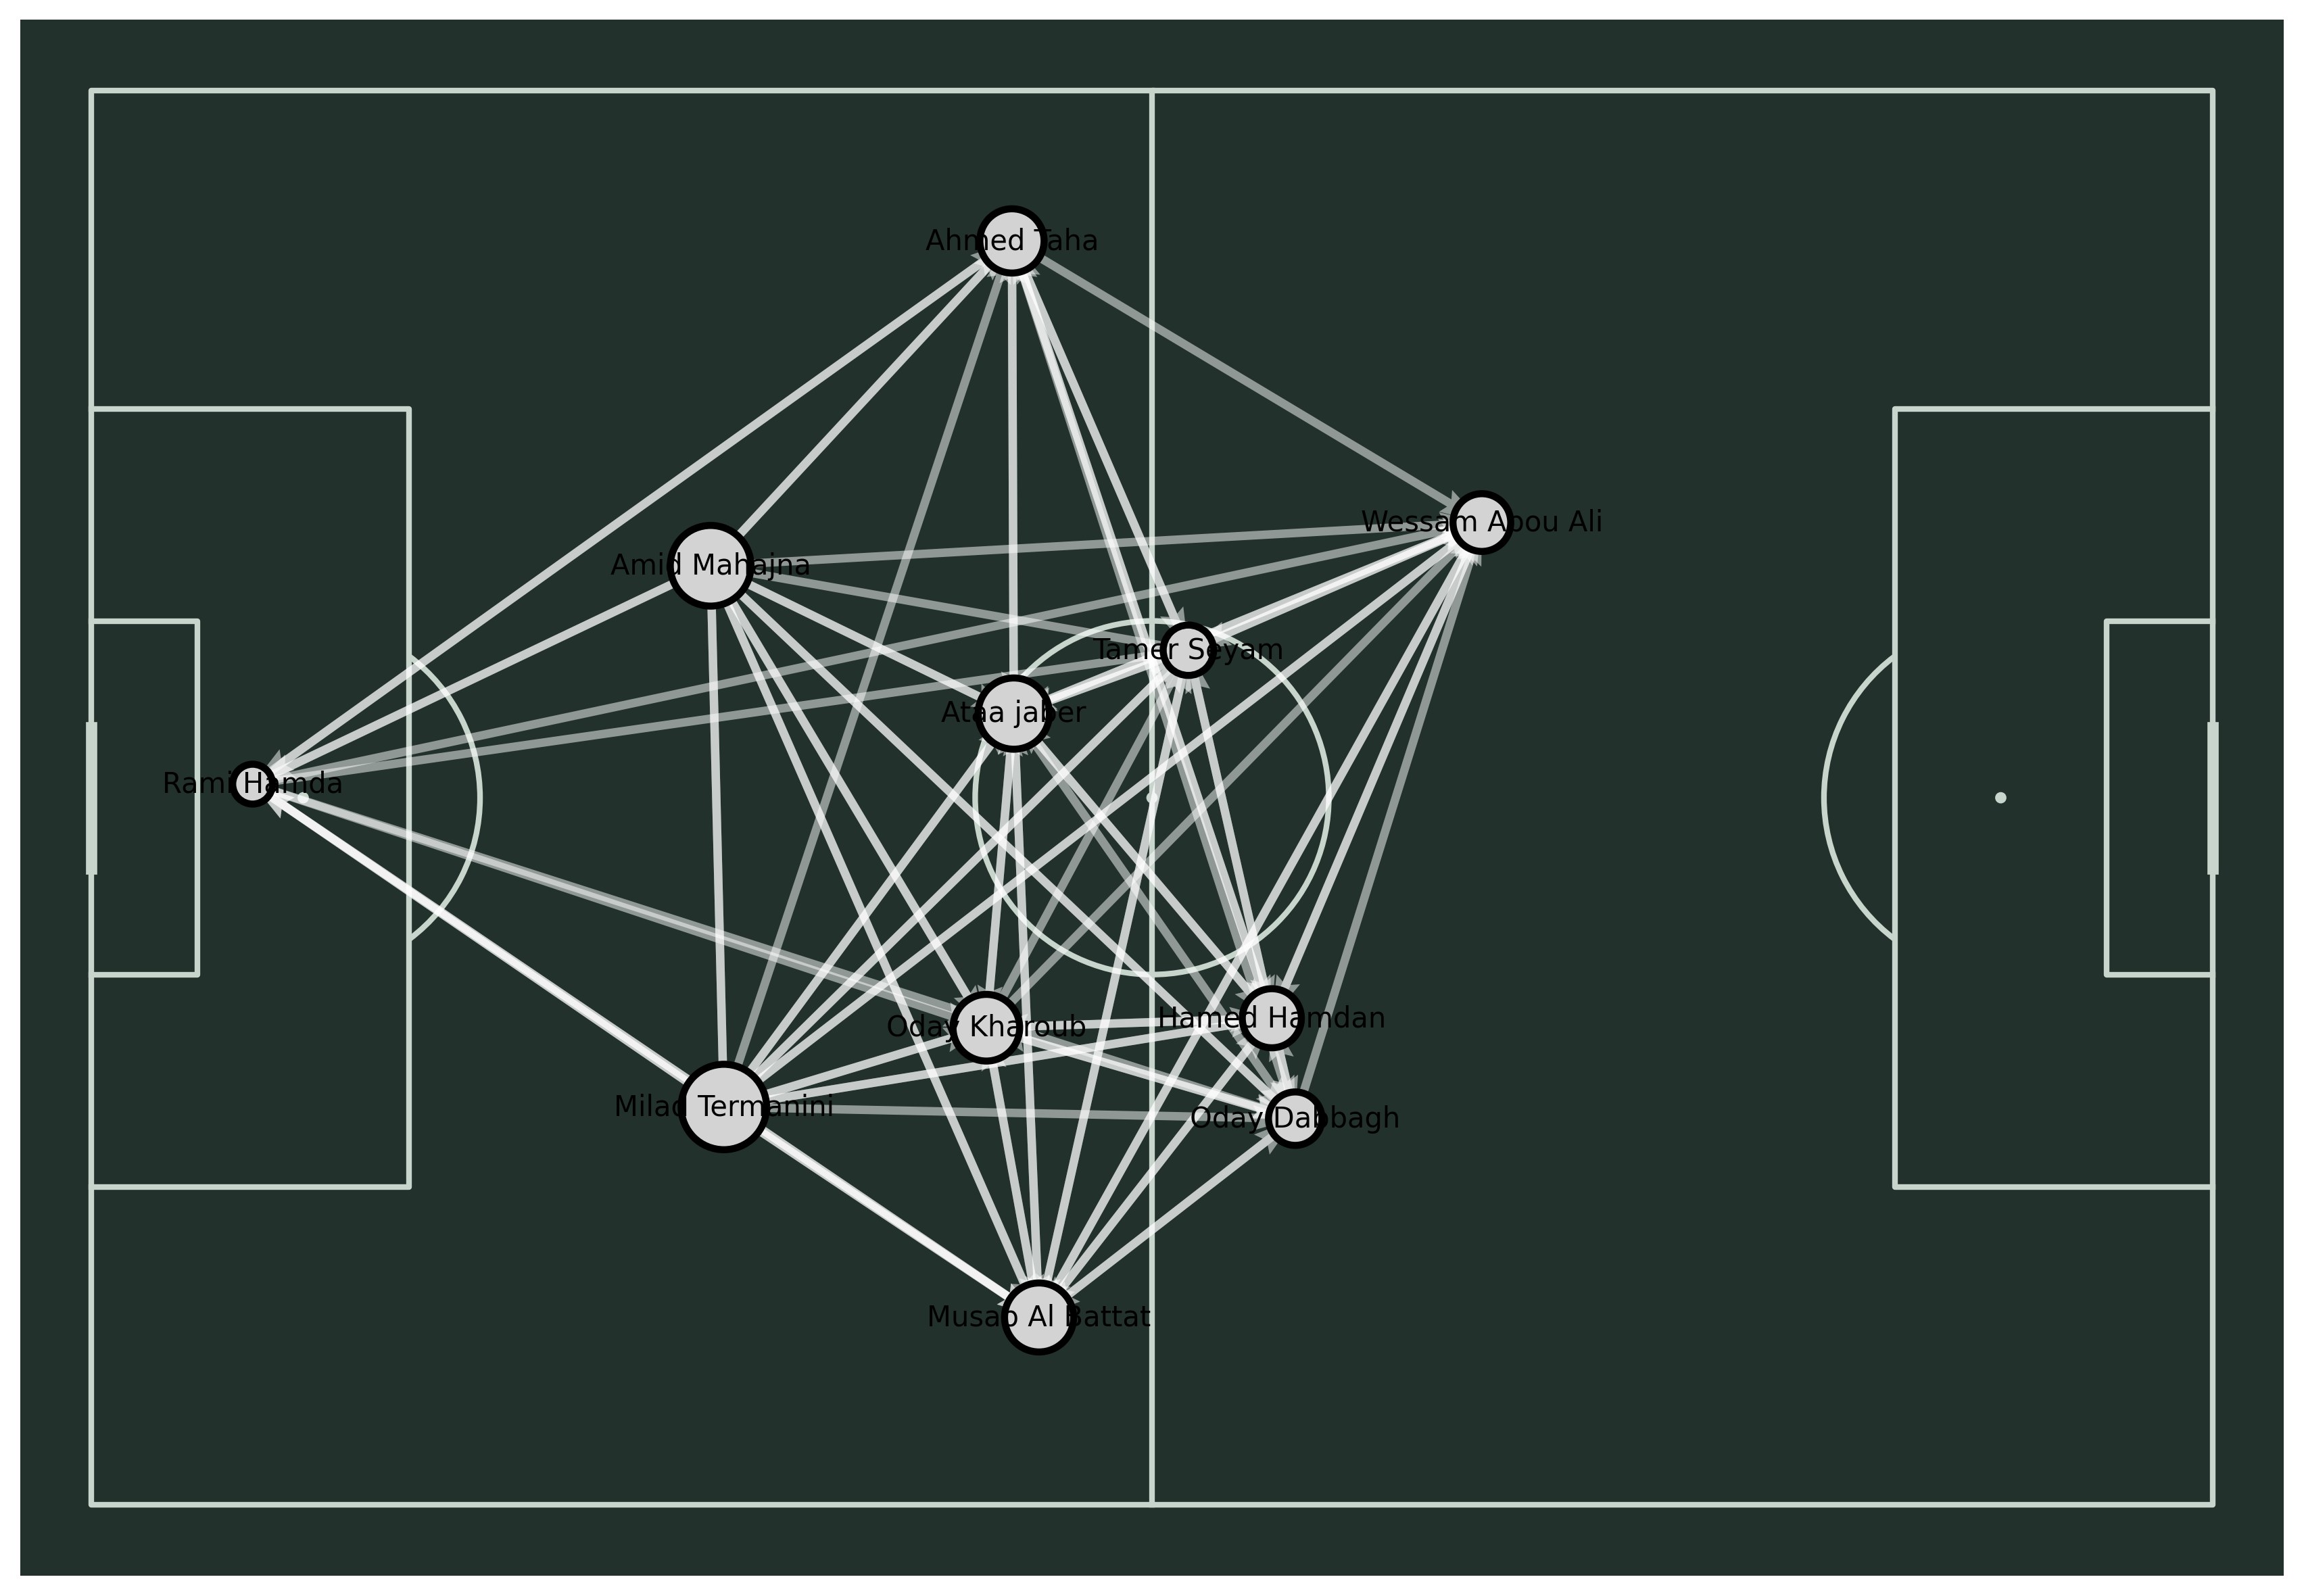 Ahmed Taha
Wessam Abou Ali
Amid Mahajna
Tamer Seyam
Ataa jaber
Rami Hamda
Hamed Hamdan
Oday Kharoub
Milad Termanini
Oday Dabbagh
Musab Al Battat